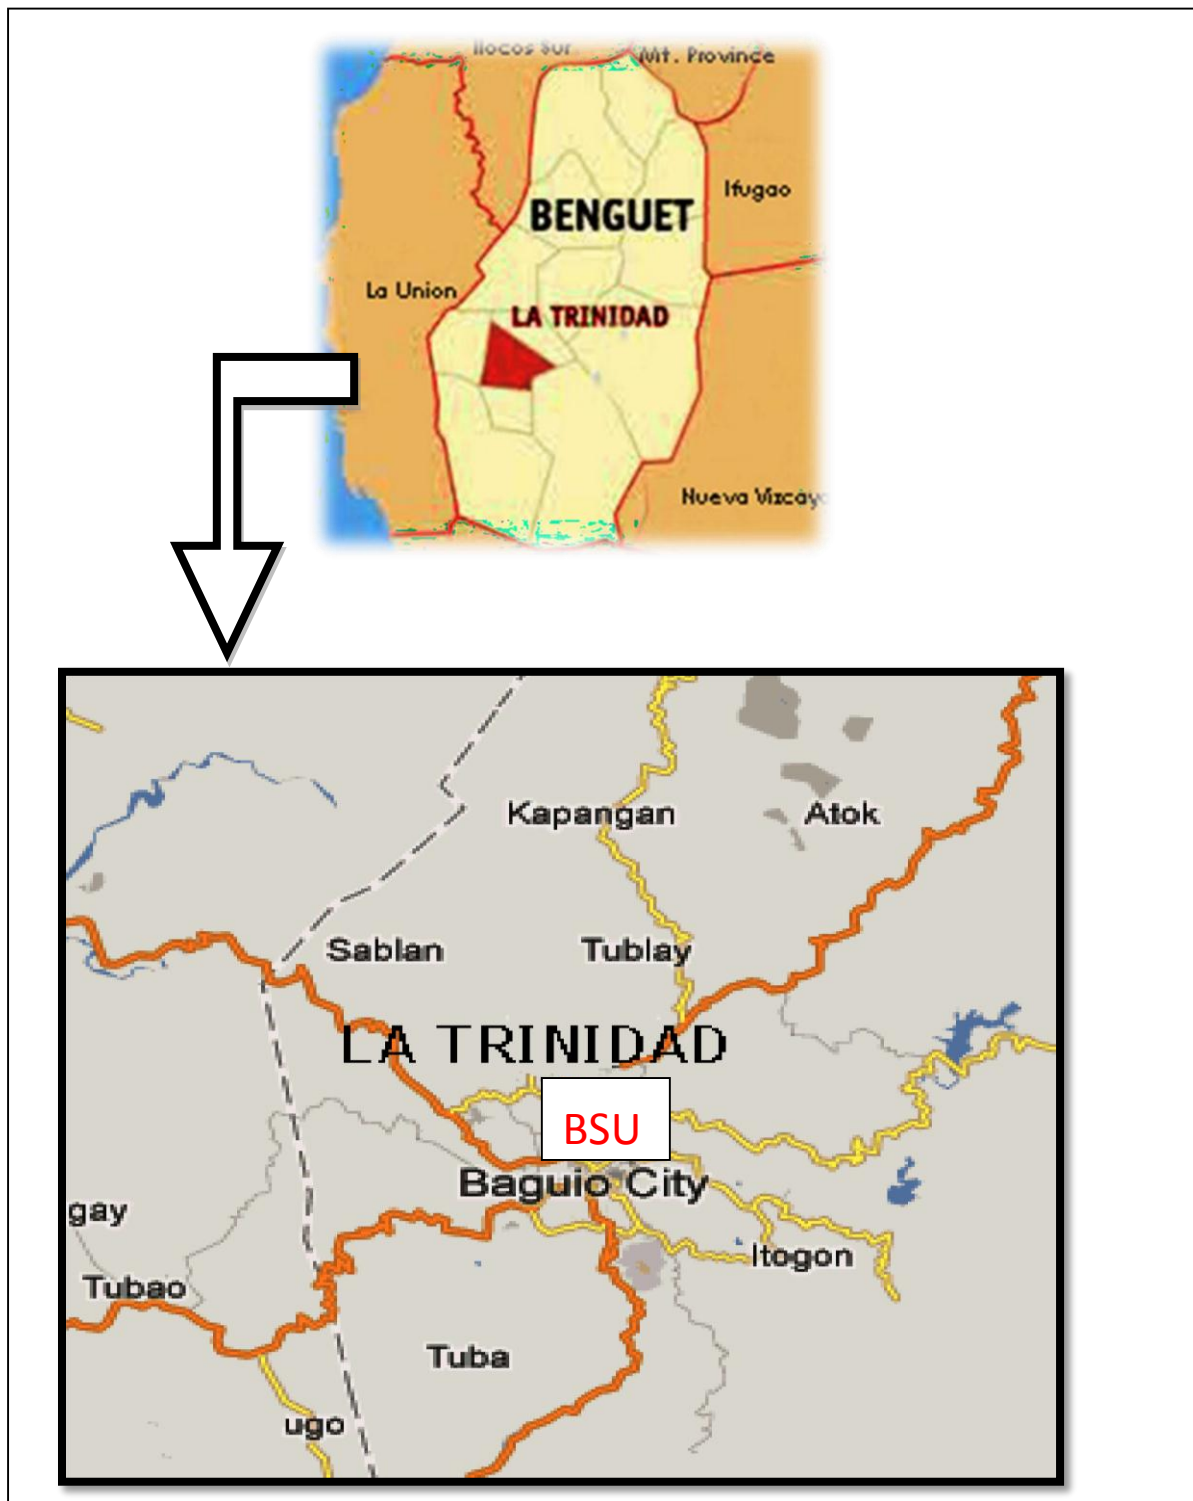 Ilocos Sur
Mt. Province
Ifugao
BENGUET
La Union
LA TRINIDAD
Nueva Vizcay
Kapangan
Atok
Sablan
Tublay
LA TRINIDAD
BSU
Baguio City
gay
Itogon
Tubao
Tuba
ugo